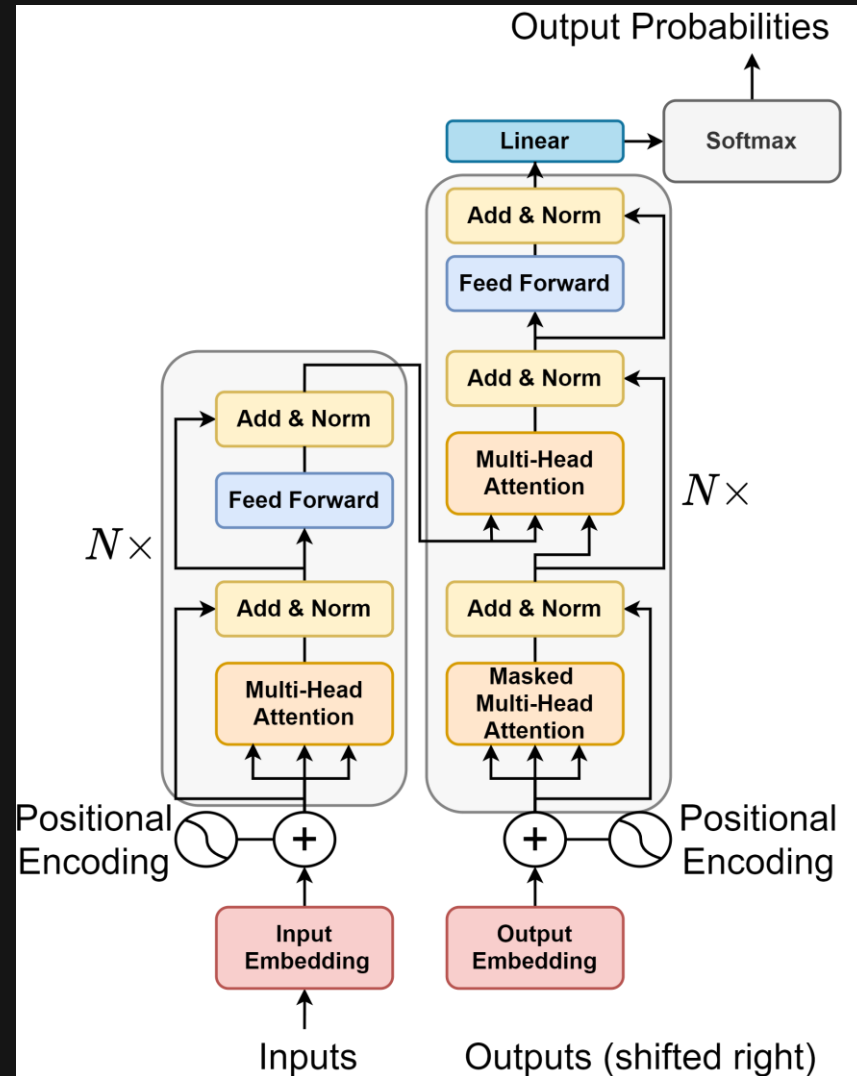 Output Probabilities
Linear
Softmax
Add & Norm
Feed Forward
Add & Norm
Multi-Head
Attention
N×
Add & Norm
Masked
Multi-Head
Attention
Add & Norm
Feed Forward
N×
Add & Norm
Multi-Head
Attention
Positional
Encoding
+
+
Positional
Encoding
Input
Embedding
Output
Embedding
Inputs
Outputs (shifted right)